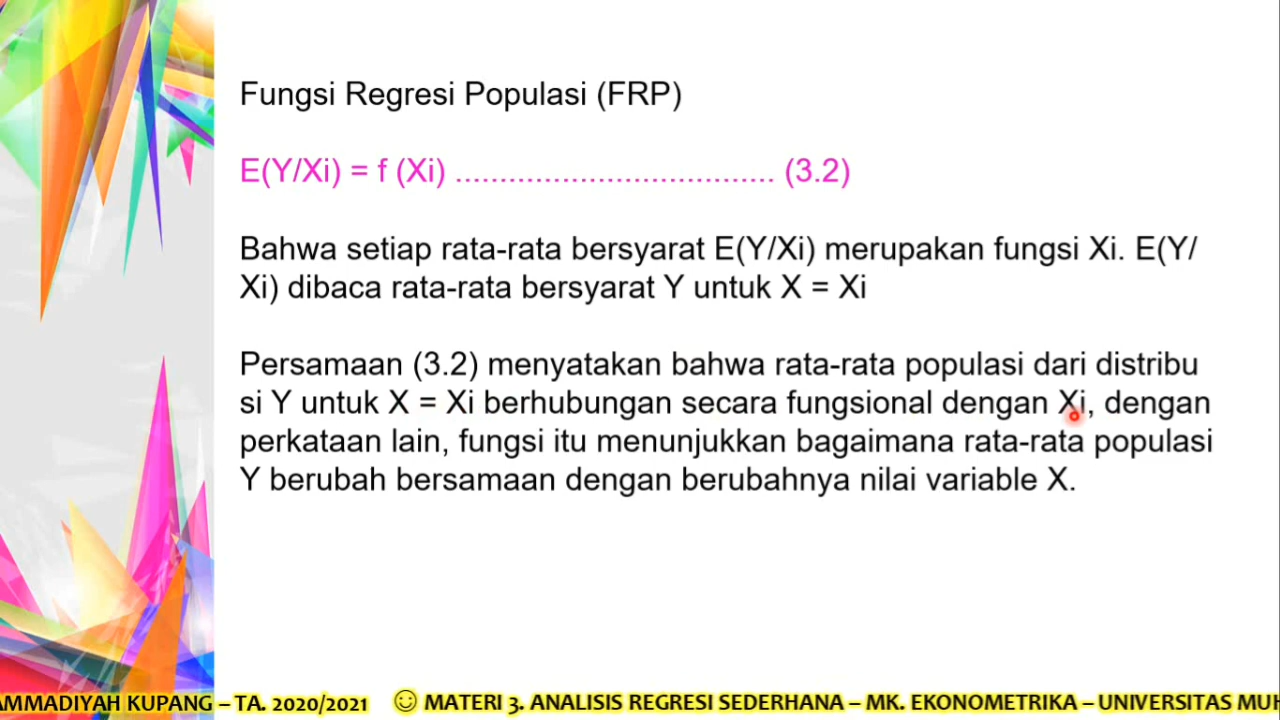 Fungsi Regresi Populasi (FRP)
E(Y/Xi) = f (Xi) .................................... (3.2)
Bahwa setiap rata-rata bersyarat E(Y/Xi) merupakan fungsi Xi. E(Y/
Xi) dibaca rata-rata bersyarat Y untuk X = Xi
Persamaan (3.2) menyatakan bahwa rata-rata populasi dari distribu
si Y untuk X = Xi berhubungan secara fungsional dengan Xi, dengan
perkataan lain, fungsi itu menunjukkan bagaimana rata-rata populasi
Y berubah bersamaan dengan berubahnya nilai variable X.
AMMADIYAH KUPANG – TA. 2020/2021 ☺ MATERI 3. ANALISIS REGRESI SEDERHANA – MK. EKONOMETRIKA – UNIVERSITAS MUH